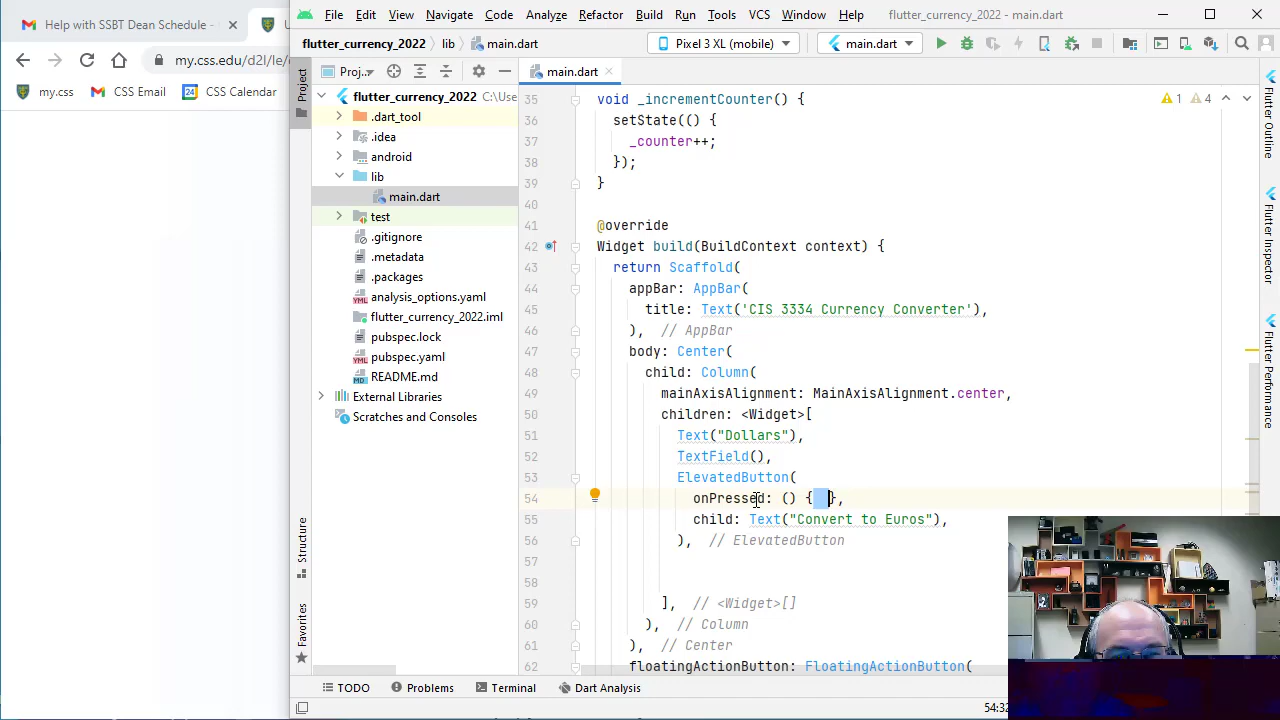 Help with SSBT Dean Schedule -
my.css.edu/d2l/le/
my.css
CSS Email
24
CSS Calendar
File Edit View Navigate Code Analyze Refactor Build Run Tools VCS Window Help
flutter_currency_2022 - main.dart
flutter_currency_2022
lib
main.dart
Pixel 3 XL (mobile)
main.dart
Project
Structure
Favorites
Proj...
flutter_currency_2022 C:\Use
.dart_tool
.idea
android
lib
main.dart
test
.gitignore
.metadata
.packages
analysis_options.yaml
flutter_currency_2022.iml
pubspec.lock
pubspec.yaml
README.md
External Libraries
Scratches and Consoles
main.dart
1 4
35 void _incrementCounter() {
36 setState(() {
37 _counter++;
38 });
39 }
40
41 @override
42 Widget build(BuildContext context) {
43 return Scaffold(
44 appBar: AppBar(
45 title: Text('CIS 3334 Currency Converter'),
46 ), // AppBar
47 body: Center(
48 child: Column(
49 mainAxisAlignment: MainAxisAlignment.center,
50 children: <Widget>[
51 Text("Dollars"),
52 TextField(),
53 ElevatedButton(
54 onPressed: () { },
55 child: Text("Convert to Euros"),
56 ), // ElevatedButton
57
58
59 ], // <Widget>[]
60 ), // Column
61 ), // Center
62 floatingActionButton: FloatingActionButton(
Flutter Outline
Flutter Inspector
Flutter Performance
TODO
Problems
Terminal
Dart Analysis